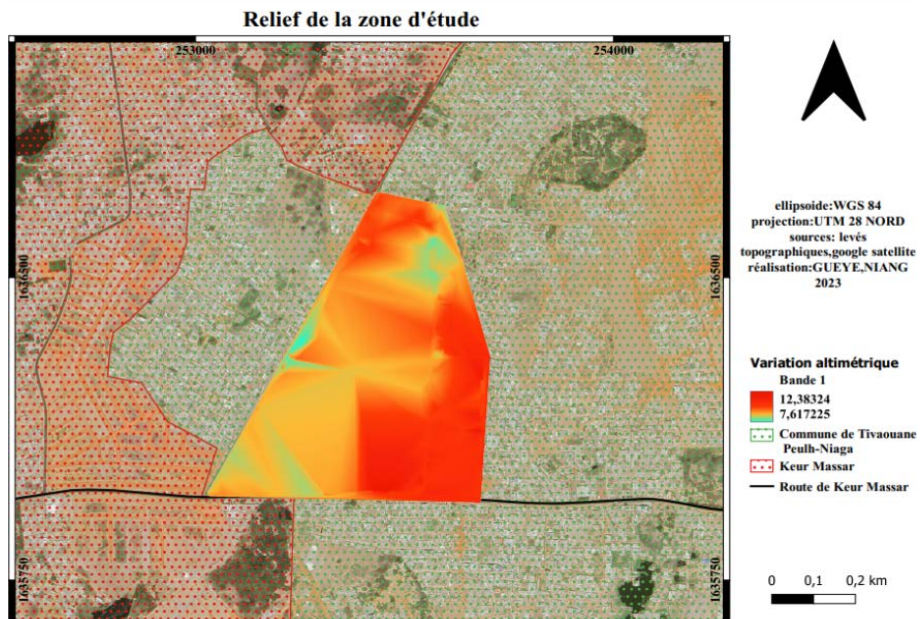 Relief de la zone d'étude
253000
254000
1636500
1636500
1635750
1635750
ellipsoide:WGS 84
projection:UTM 28 NORD
sources: levés
topographiques,google satellite
réalisation:GUEYE,NIANG
2023
Variation altimétrique
Bande 1
12,38324
7,617225
Commune de Tivaouane
Peulh-Niaga
Keur Massar
Route de Keur Massar
0 0,1 0,2 km